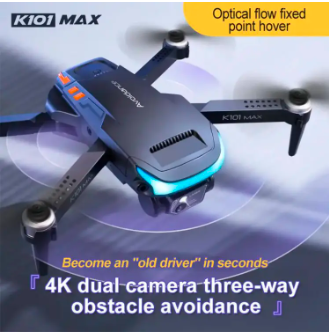 K101 MAX
Optical flow fixed
point hover
Avoidance
K101 MAX
Become an "old driver" in seconds
「 4K dual camera three-way
obstacle avoidance 」